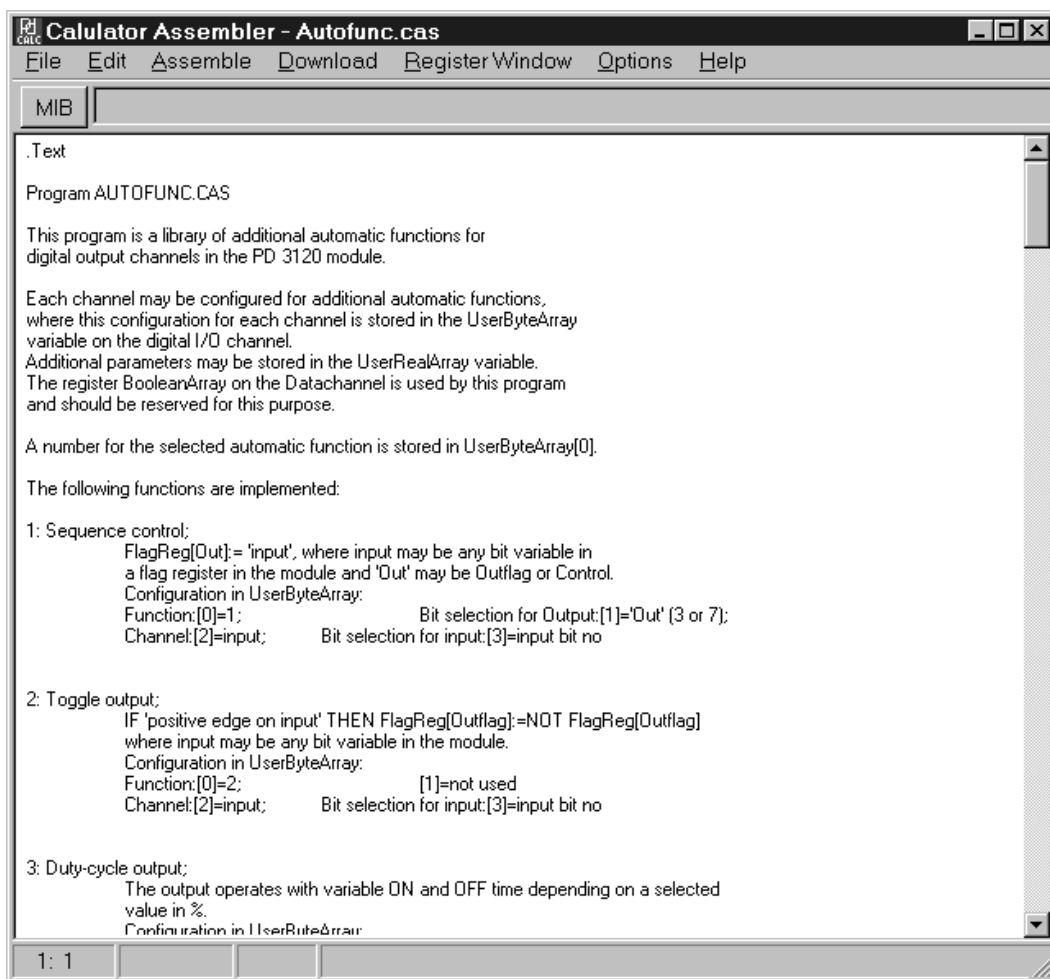 Pd CALC Calulator Assembler - Autofunc.cas
File Edit Assemble Download Register Window Options Help
MIB
.Text
Program AUTOFUNC.CAS
This program is a library of additional automatic functions for
digital output channels in the PD 3120 module.
Each channel may be configured for additional automatic functions,
where this configuration for each channel is stored in the UserByteArray
variable on the digital I/O channel.
Additional parameters may be stored in the UserRealArray variable.
The register BooleanArray on the Datachannel is used by this program
and should be reserved for this purpose.
A number for the selected automatic function is stored in UserByteArray[0].
The following functions are implemented:
1: Sequence control;
FlagReg[Out]:= 'input', where input may be any bit variable in
a flag register in the module and 'Out' may be Outflag or Control.
Configuration in UserByteArray:
Function:[0]=1; Bit selection for Output:[1]='Out' (3 or 7);
Channel:[2]=input; Bit selection for input:[3]=input bit no
2: Toggle output;
IF 'positive edge on input' THEN FlagReg[Outflag]:=NOT FlagReg[Outflag]
where input may be any bit variable in the module.
Configuration in UserByteArray:
Function:[0]=2; [1]=not used
Channel:[2]=input; Bit selection for input:[3]=input bit no
3: Duty-cycle output;
The output operates with variable ON and OFF time depending on a selected
value in %.
Configuration in UserByteArray:
1: 1